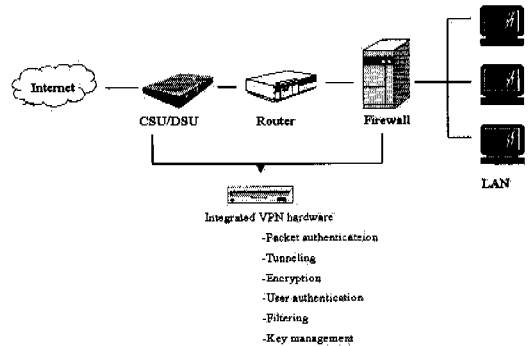 Internet
CSU/DSU
Router
Firewall
LAN
Integrated VPN hardware
-Packet authenticateion
-Tunneling
-Encryption
-User authentication
-Filtering
-Key management